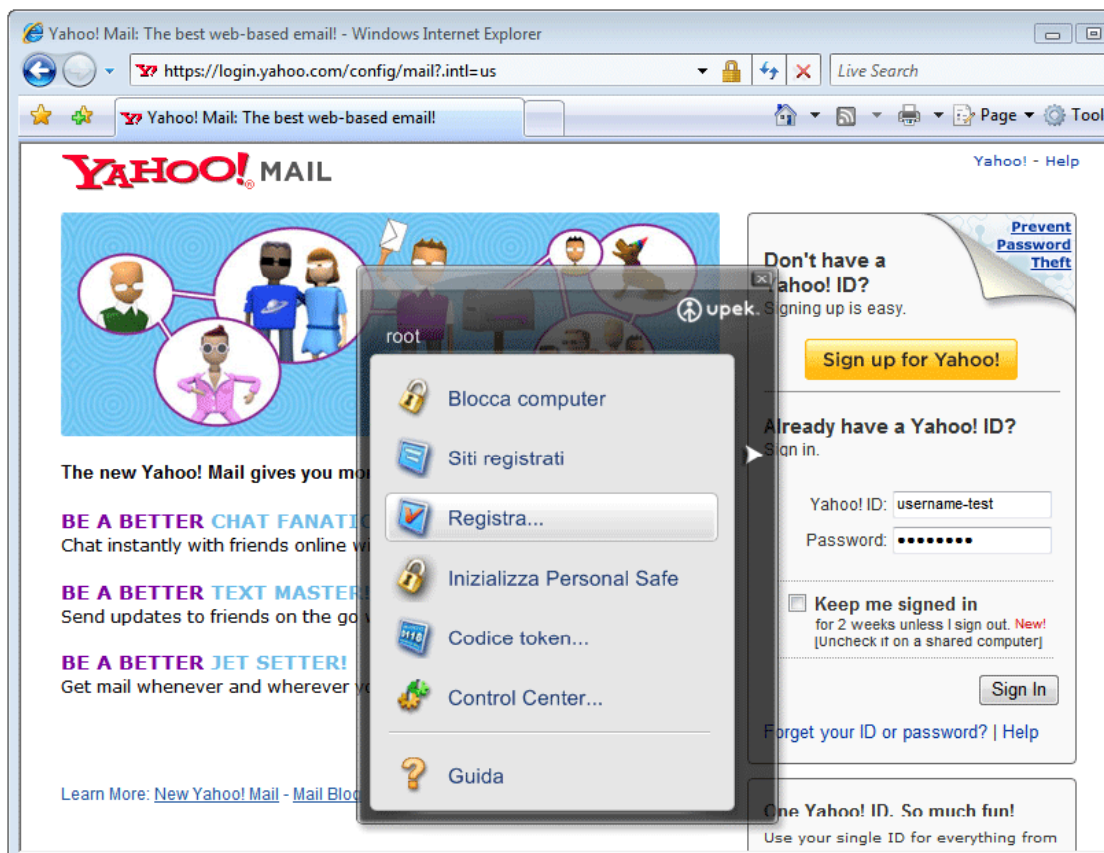 Yahoo! Mail: The best web-based email! - Windows Internet Explorer
https://login.yahoo.com/config/mail?.intl=us
Live Search
Yahoo! Mail: The best web-based email!
Page
Tool
YAHOO! MAIL
Yahoo! - Help
Prevent
Password
Theft
Don't have a
Yahoo! ID?
Signing up is easy.
Sign up for Yahoo!
Already have a Yahoo! ID?
Sign in.
Yahoo! ID: username-test
Password:
Keep me signed in
for 2 weeks unless I sign out. New!
[Uncheck if on a shared computer]
Sign In
Forget your ID or password? | Help
One Yahoo! ID. So much fun!
Use your single ID for everything from
upek.
root
Blocca computer
Siti registrati
Registra...
Inizializza Personal Safe
Codice token...
Control Center...
Guida
The new Yahoo! Mail gives you
BE A BETTER CHAT FANATIC
Chat instantly with friends online
BE A BETTER TEXT MASTER!
Send updates to friends on the go
BE A BETTER JET SETTER!
Get mail whenever and wherever
Learn More: New Yahoo! Mail - Mail Blog